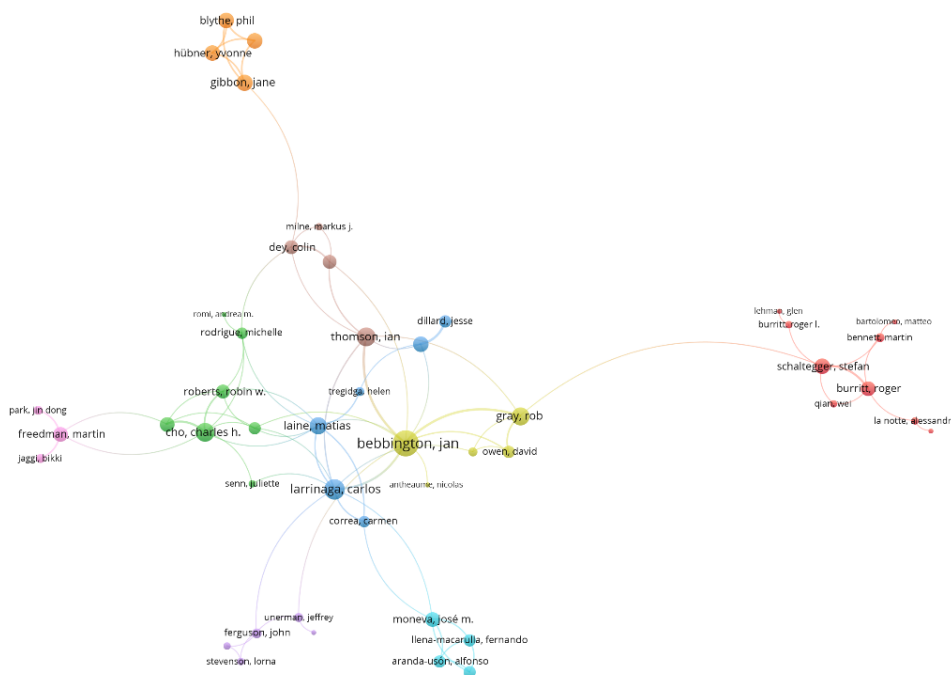 blythe, phil
hübner, yvonne
gibbon, jane
milne, markus j.
dey, colin
romi, andrea m.
rodrigue, michelle
thomson, ian
dillard, jesse
lehman, glen
burritt, roger l.
bartolomeo, matteo
bennett, martin
schaltegger, stefan
burritt, roger
qian, wei
la notte, alessandr
tregidga, helen
roberts, robin w.
park, jin dong
freedman, martin
jaggi, bikki
cho, charles h.
laine, matias
gray, rob
bebbington, jan
owen, david
senn, juliette
larrinaga, carlos
antheaume, nicolas
correa, carmen
unerman, jeffrey
ferguson, john
stevenson, lorna
moneva, josé m.
llena-macarulla, fernando
aranda-usón, alfonso